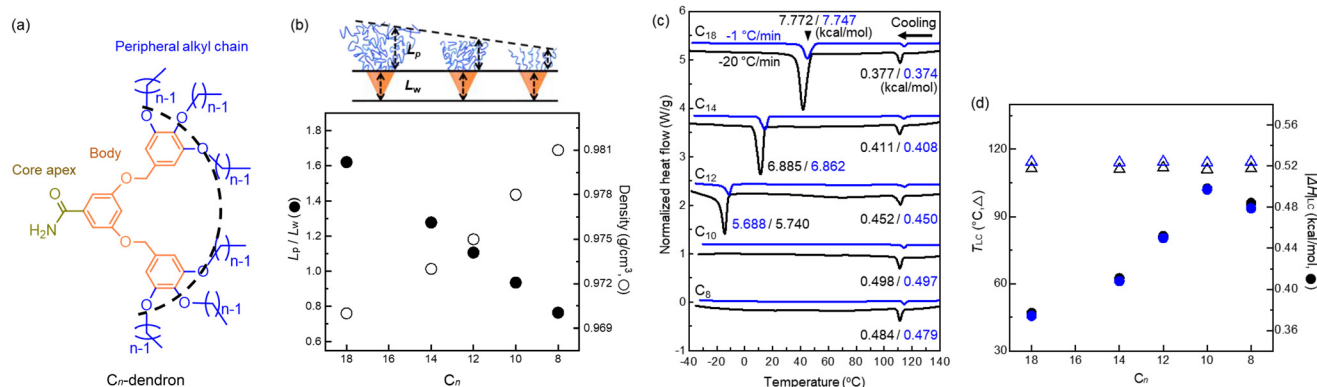 (a)
Peripheral alkyl chain
n-1
n-1
n-1
Body
Core apex
O
H₂N
n-1
n-1
n-1
Cn-dendron
(b)
Lp
Lw
Lp / Lw (●)
1.8
1.6
1.4
1.2
1.0
0.8
0.6
18
16
14
12
10
8
Cn
0.981
0.978
0.975
0.972
0.969
Density (g/cm³, ○)
(c)
Normalized heat flow (W/g)
6
5
4
3
2
1
0
-1
7.772 / 7.747
(kcal/mol)
Cooling
C18
-1 °C/min
-20 °C/min
0.377 / 0.374
(kcal/mol)
C14
0.411 / 0.408
6.885 / 6.862
C12
5.688 / 5.740
0.452 / 0.450
C10
0.498 / 0.497
C8
0.484 / 0.479
-40
-20
0
20
40
60
80
100
120
140
Temperature (°C)
(d)
TLC (°C, △)
120
90
60
30
18
16
14
12
10
8
Cn
0.56
0.52
0.48
0.44
0.40
0.36
|ΔH|LC (kcal/mol, ●)